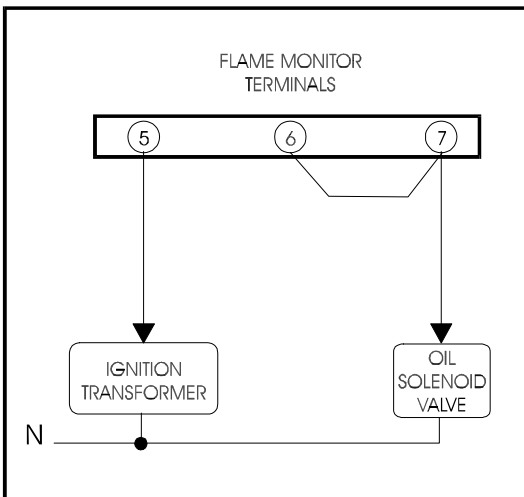 FLAME MONITOR
TERMINALS
5 6 7
IGNITION
TRANSFORMER
OIL
SOLENOID
VALVE
N